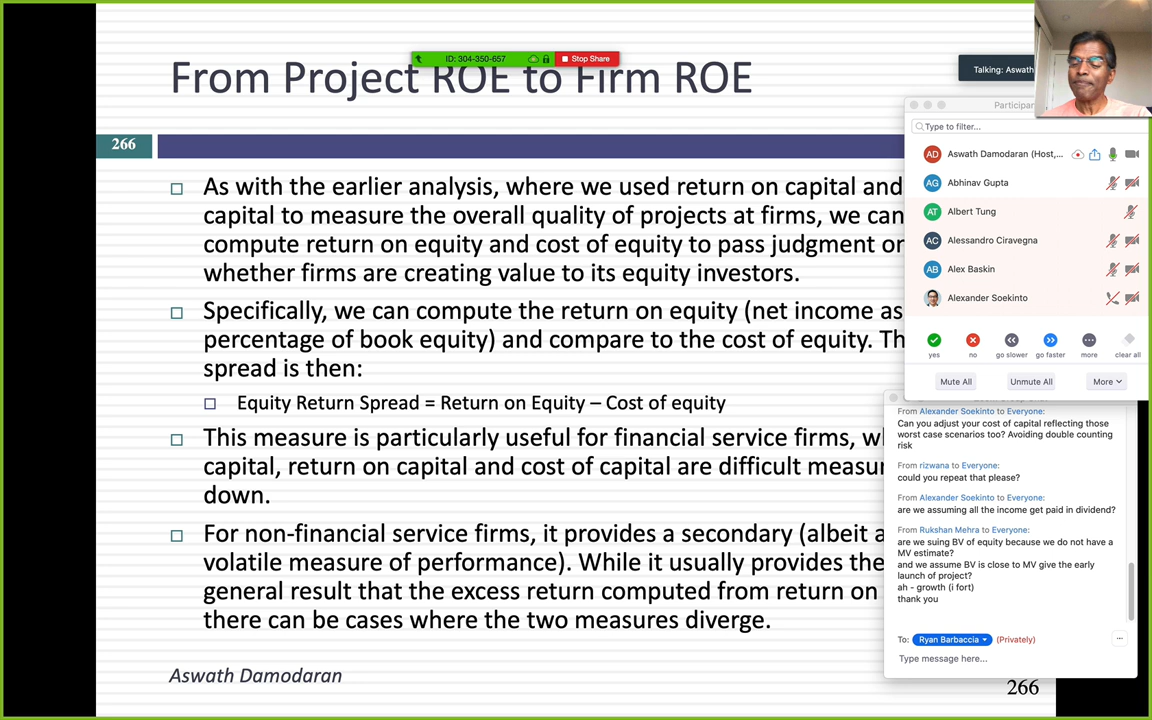 From Project ROE to Firm ROE
ID: 304-350-657
Stop Share
Talking: Aswath
266
As with the earlier analysis, where we used return on capital and
capital to measure the overall quality of projects at firms, we can
compute return on equity and cost of equity to pass judgment or
whether firms are creating value to its equity investors.
Specifically, we can compute the return on equity (net income as
percentage of book equity) and compare to the cost of equity. Th
spread is then:
Equity Return Spread = Return on Equity – Cost of equity
This measure is particularly useful for financial service firms, wh
capital, return on capital and cost of capital are difficult measur
down.
For non-financial service firms, it provides a secondary (albeit a
volatile measure of performance). While it usually provides the
general result that the excess return computed from return on
there can be cases where the two measures diverge.
Aswath Damodaran
266
Participan
Type to filter...
AD Aswath Damodaran (Host,...
AG Abhinav Gupta
AT Albert Tung
AC Alessandro Ciravegna
AB Alex Baskin
Alexander Soekinto
yes no go slower go faster more clear all
Mute All Unmute All More
From Alexander Soekinto to Everyone:
Can you adjust your cost of capital reflecting those
worst case scenarios too? Avoiding double counting
risk
From rizwana to Everyone:
could you repeat that please?
From Alexander Soekinto to Everyone:
are we assuming all the income get paid in dividend?
From Rukshan Mehra to Everyone:
are we suing BV of equity because we do not have a
MV estimate?
and we assume BV is close to MV give the early
launch of project?
ah - growth (i fort)
thank you
To: Ryan Barbaccia (Privately)
Type message here...